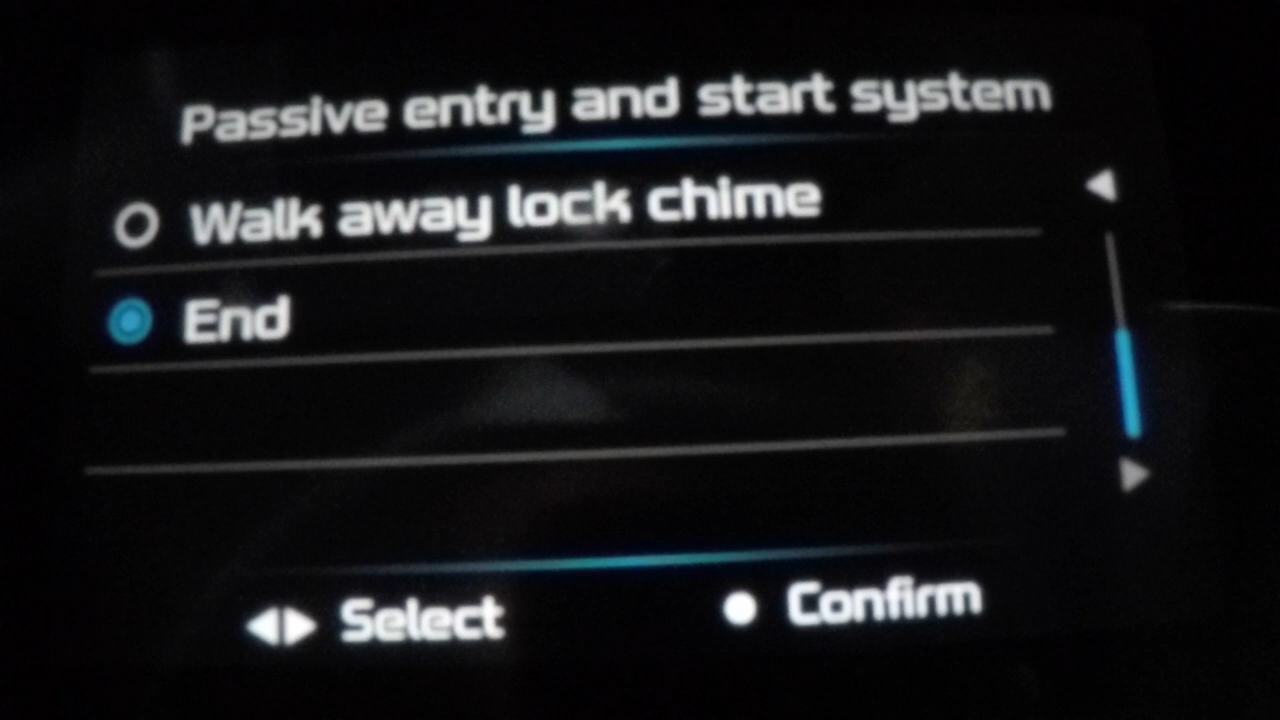 Passive entry and start system
Walk away lock chime
End
Select
Confirm